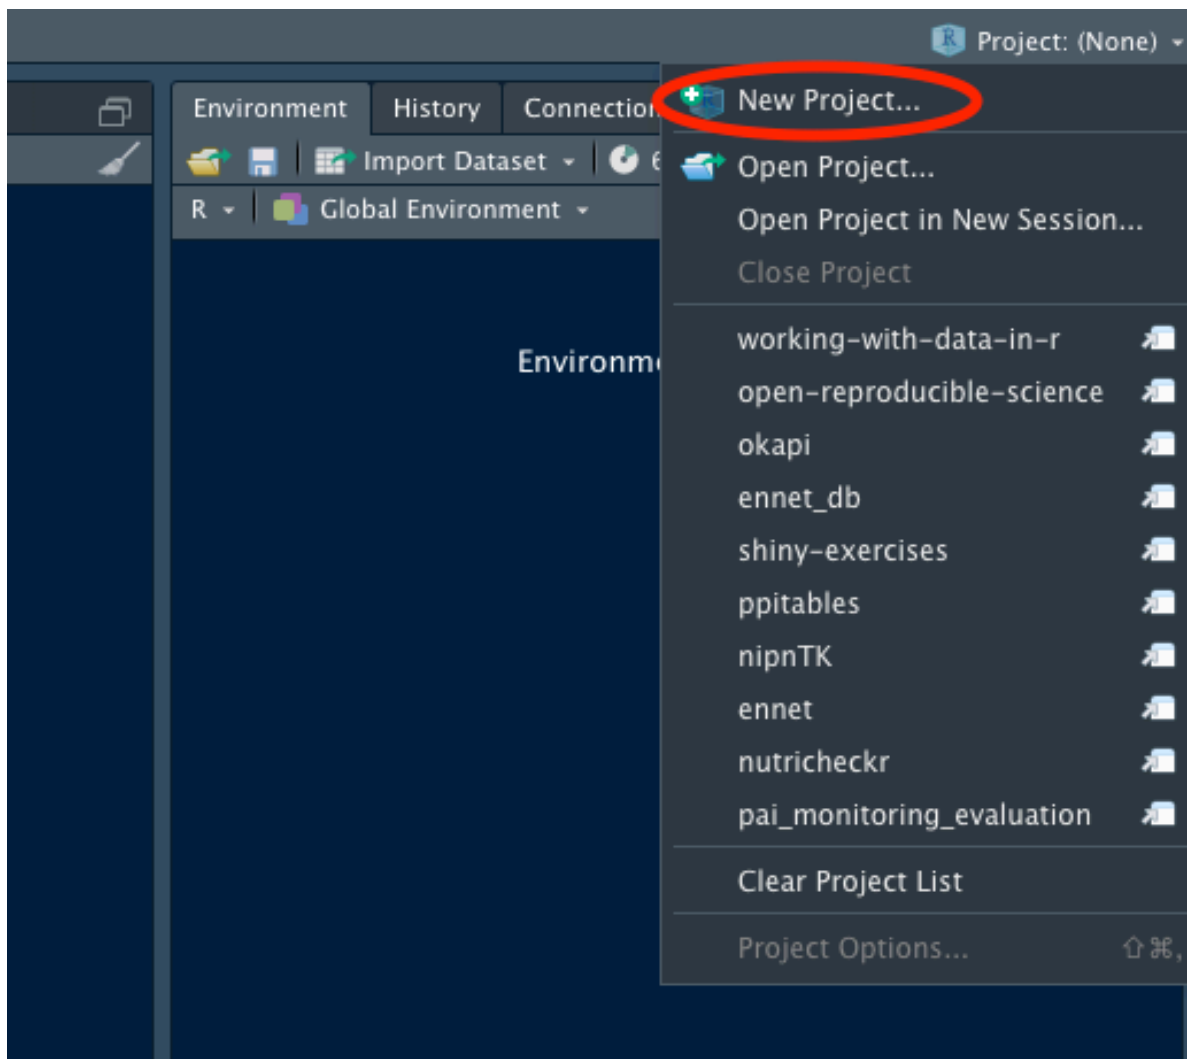 Project: (None)
Environment History Connection
New Project...
Import Dataset
Open Project...
R Global Environment
Open Project in New Session...
Close Project
working-with-data-in-r
Environme
open-reproducible-science
okapi
ennet_db
shiny-exercises
ppitables
nipnTK
ennet
nutricheckr
pai_monitoring_evaluation
Clear Project List
Project Options... ⇧⌘,